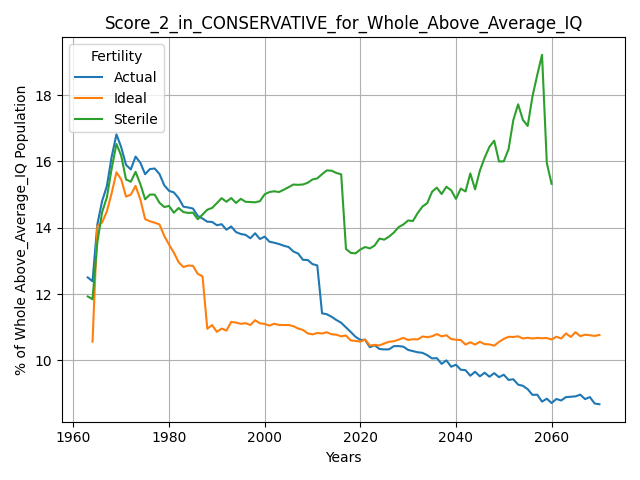 Score_2_in_CONSERVATIVE_for_Whole_Above_Average_IQ
Fertility
Actual
Ideal
Sterile
% of Whole Above_Average_IQ Population
18
16
14
12
10
1960
1980
2000
2020
2040
2060
Years